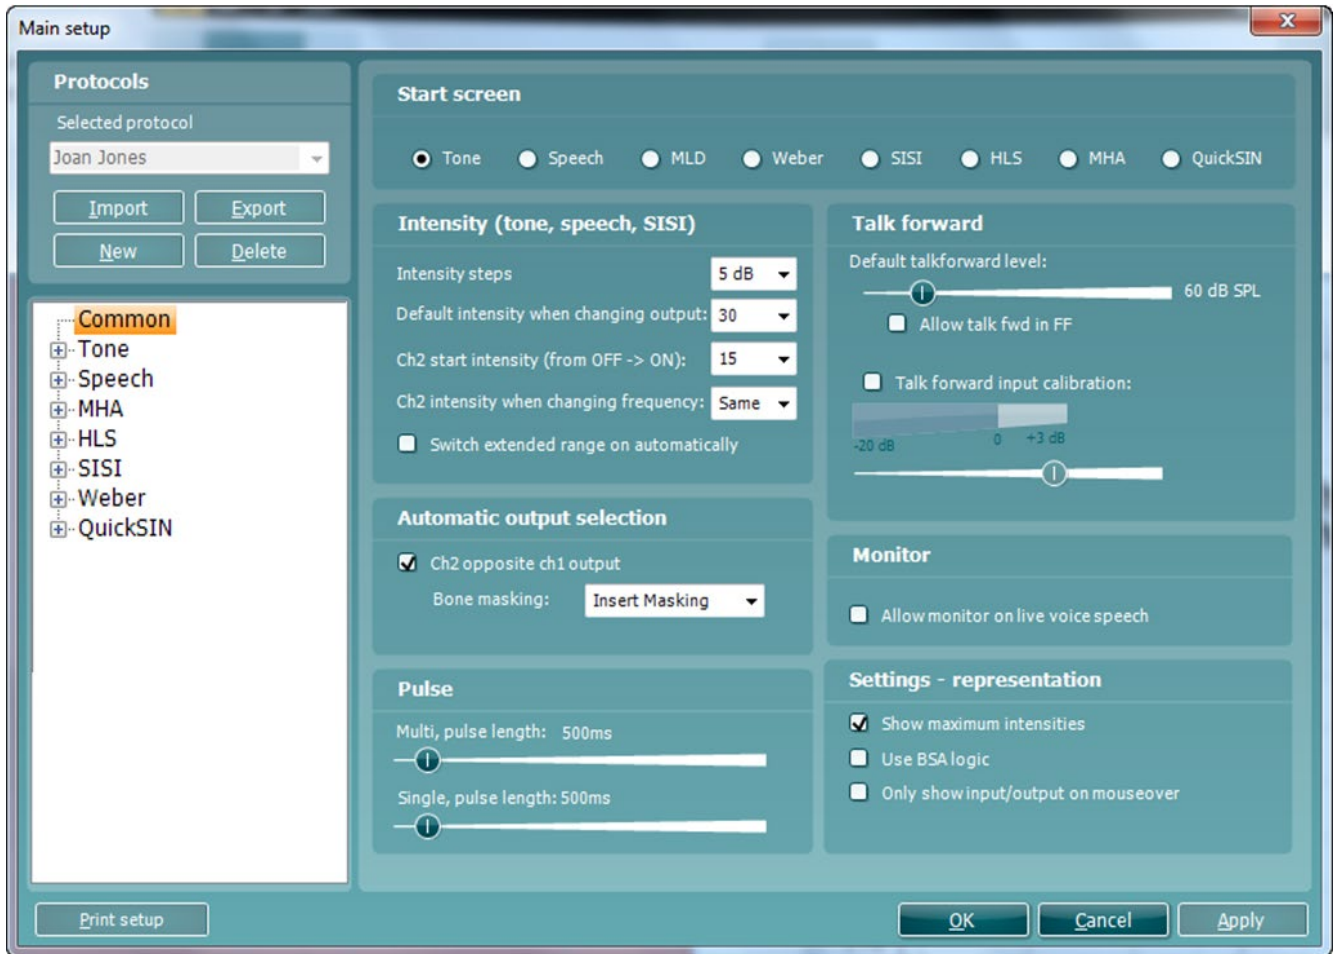 Main setup
Protocols
Selected protocol
Joan Jones
Import Export
New Delete
Common
Tone
Speech
MHA
HLS
SISI
Weber
QuickSIN
Start screen
Tone Speech MLD Weber SISI HLS MHA QuickSIN
Intensity (tone, speech, SISI)
Intensity steps 5 dB
Default intensity when changing output: 30
Ch2 start intensity (from OFF -> ON): 15
Ch2 intensity when changing frequency: Same
Switch extended range on automatically
Automatic output selection
Ch2 opposite ch1 output
Bone masking: Insert Masking
Pulse
Multi, pulse length: 500ms
Single, pulse length: 500ms
Talk forward
Default talkforward level:
60 dB SPL
Allow talk fwd in FF
Talk forward input calibration:
-20 dB 0 +3 dB
Monitor
Allow monitor on live voice speech
Settings - representation
Show maximum intensities
Use BSA logic
Only show input/output on mouseover
Print setup OK Cancel Apply